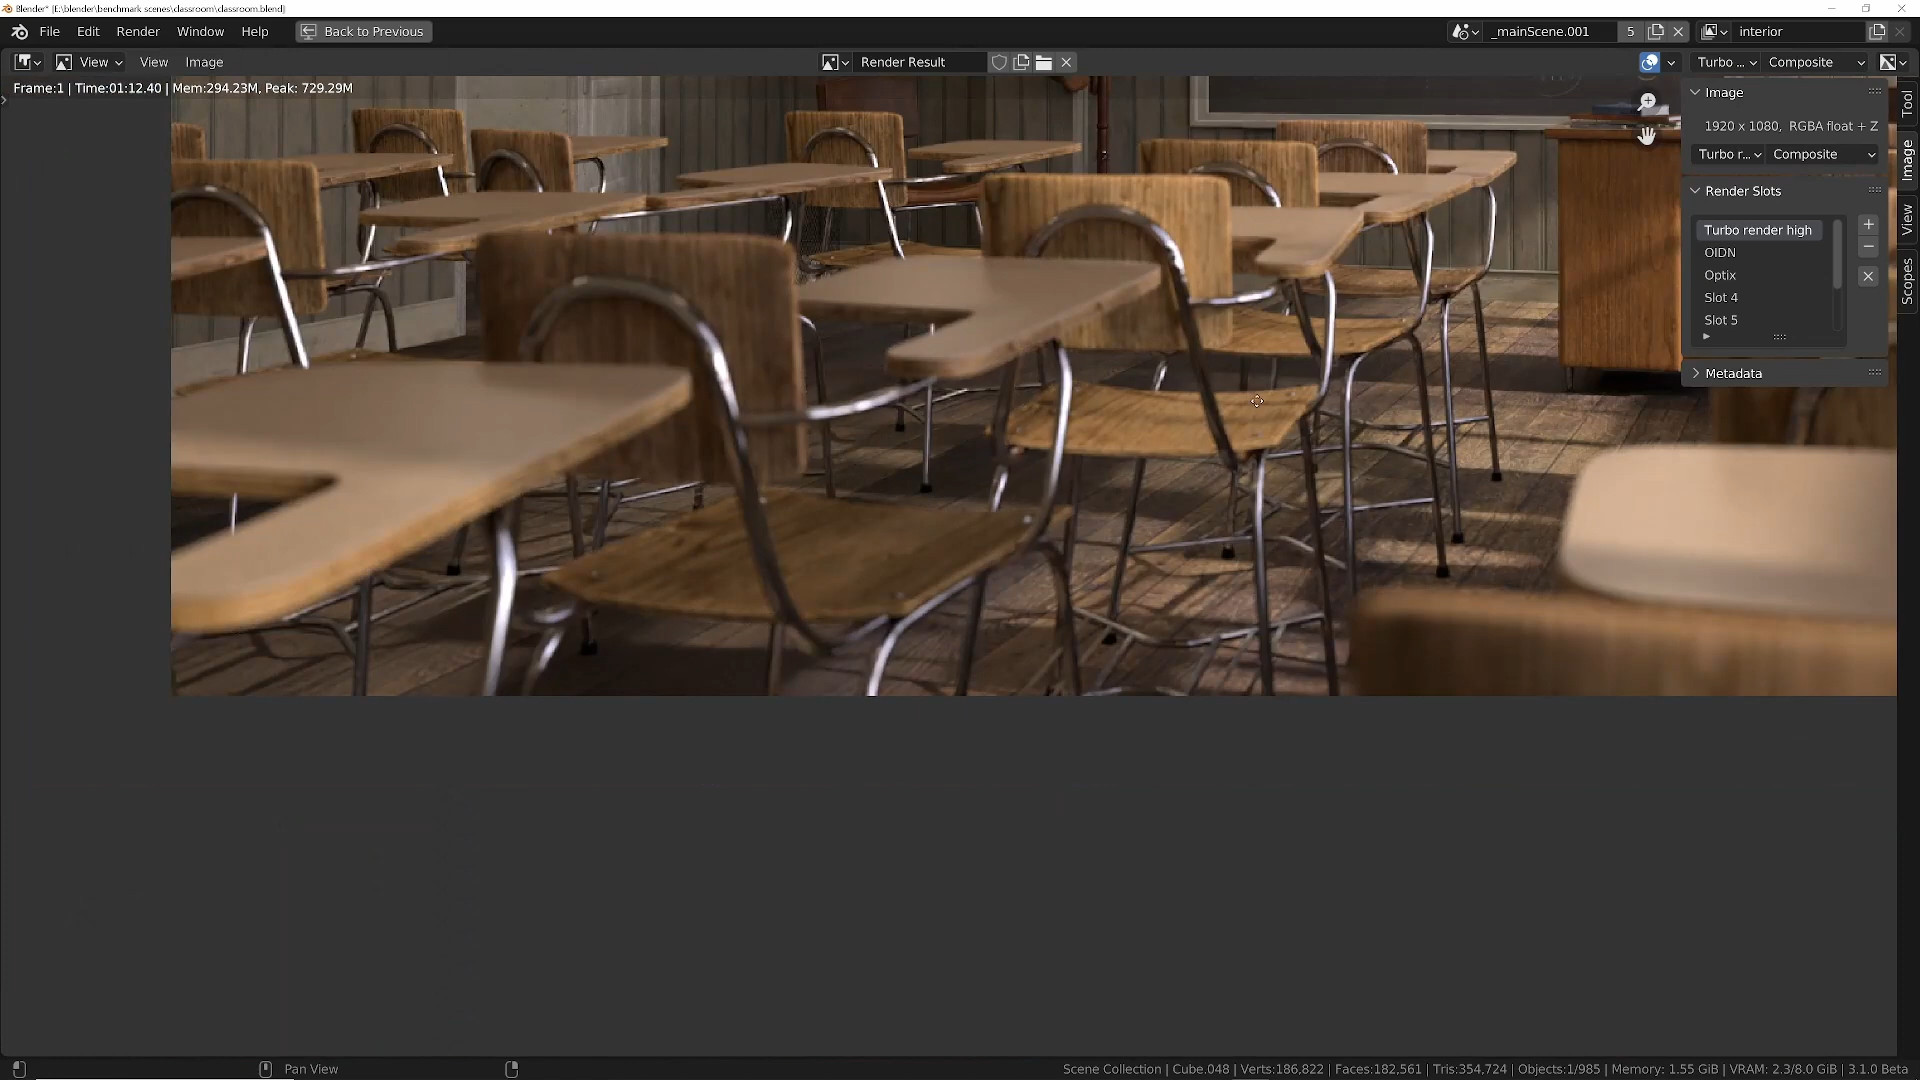 Blender* [E:\blender\benchmark scenes\classroom\classroom.blend]
File Edit Render Window Help Back to Previous _mainScene.001 5 interior
View View Image Render Result Turbo ... Composite
Frame:1 | Time:01:12.40 | Mem:294.23M, Peak: 729.29M
Image
1920 x 1080, RGBA float + Z
Turbo r... Composite
Render Slots
Turbo render high
OIDN
Optix
Slot 4
Slot 5
Metadata
Tool
Image
View
Scopes
Pan View
Scene Collection | Cube.048 | Verts:186,822 | Faces:182,561 | Tris:354,724 | Objects:1/985 | Memory: 1.55 GiB | VRAM: 2.3/8.0 GiB | 3.1.0 Beta